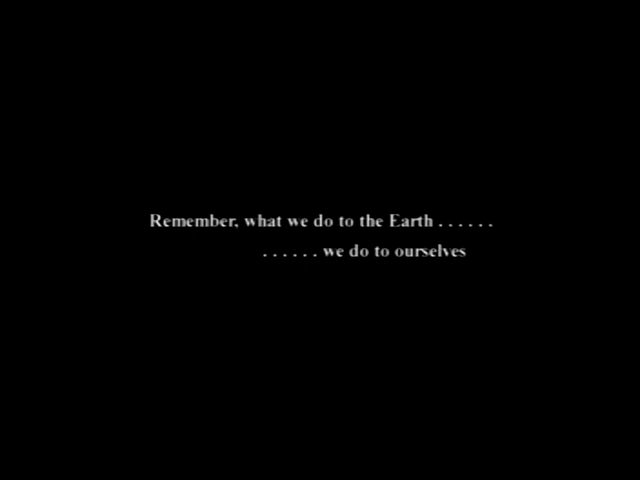 Remember, what we do to the Earth . . . . . .
. . . . . . we do to ourselves